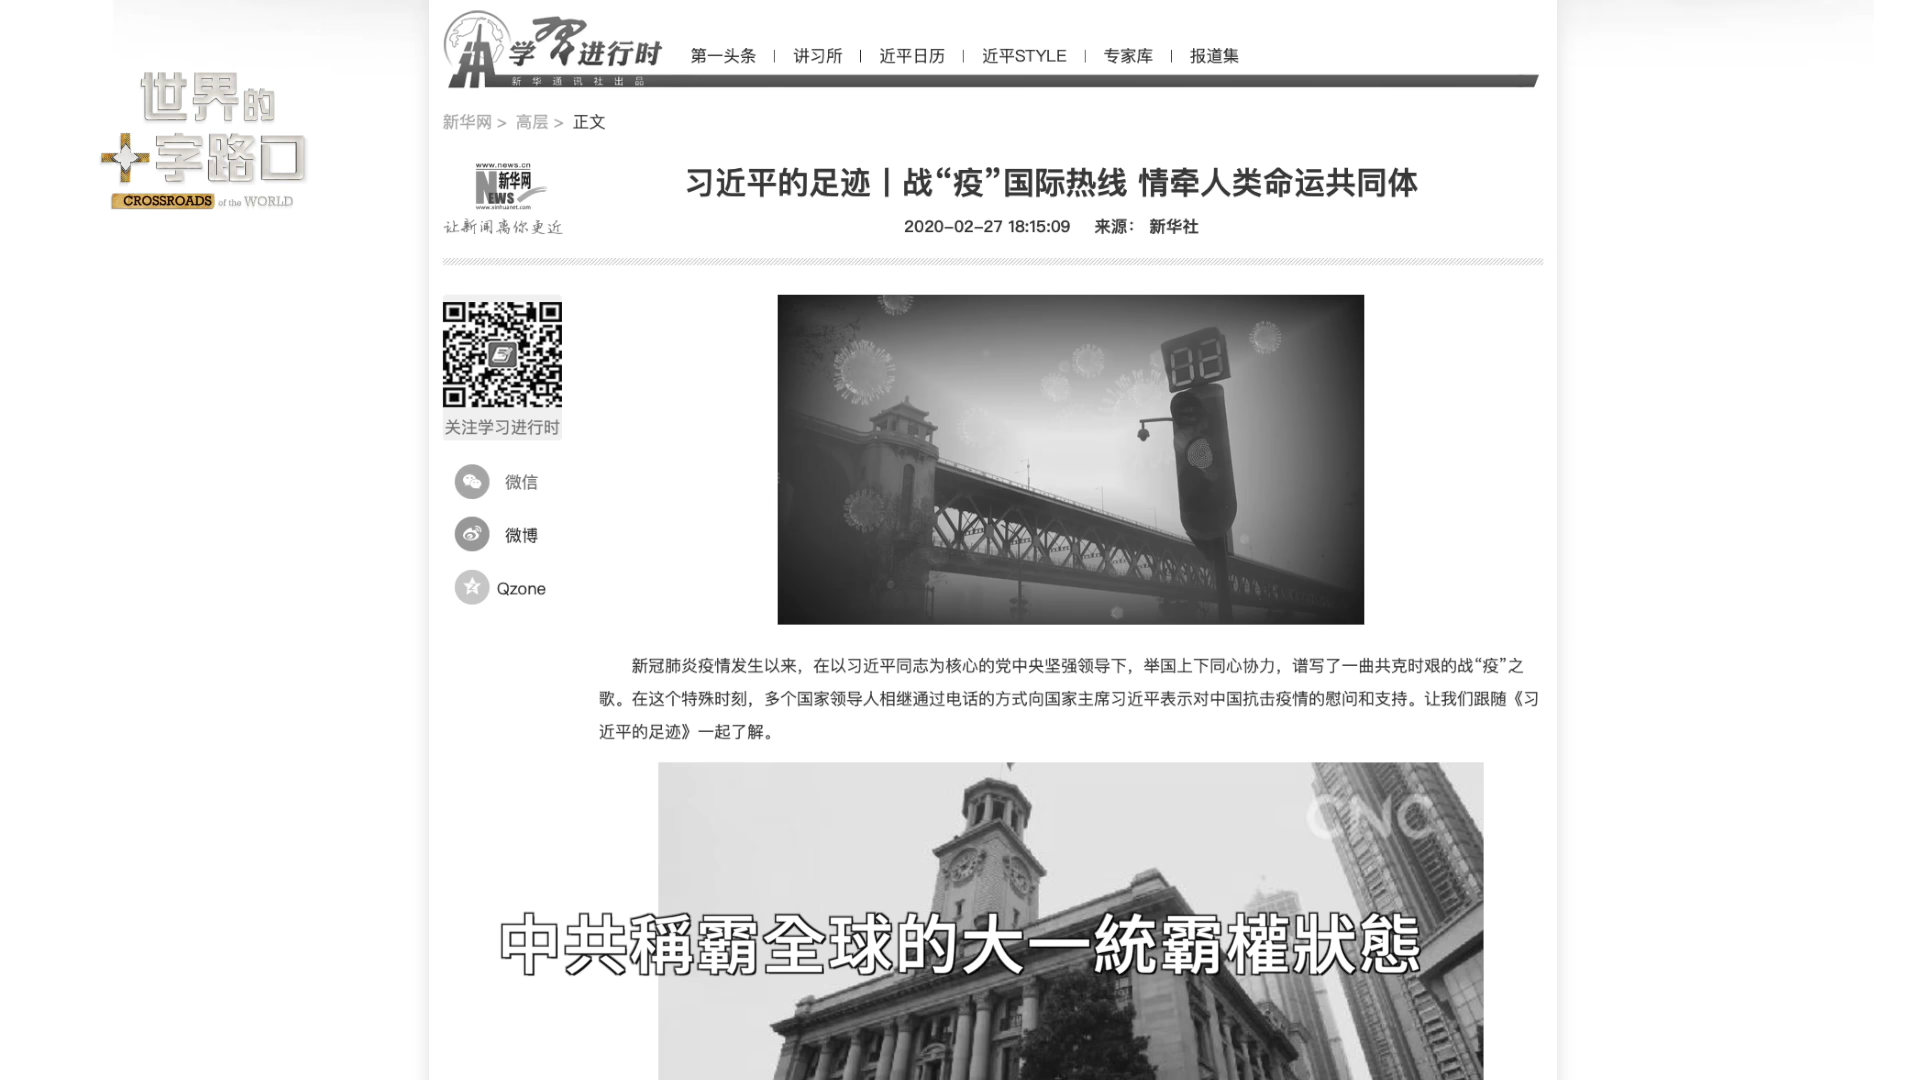 世界的
十字路口
CROSSROADS of the WORLD
学习进行时
新华通讯社出品
第一头条 | 讲习所 | 近平日历 | 近平STYLE | 专家库 | 报道集
新华网 > 高层 > 正文
www.news.cn
新华网
NEWS
www.xinhuanet.com
让新闻离你更近
习近平的足迹丨战“疫”国际热线 情牵人类命运共同体
2020-02-27 18:15:09 来源： 新华社
关注学习进行时
微信
微博
Qzone
88
新冠肺炎疫情发生以来，在以习近平同志为核心的党中央坚强领导下，举国上下同心协力，谱写了一曲共克时艰的战“疫”之
歌。在这个特殊时刻，多个国家领导人相继通过电话的方式向国家主席习近平表示对中国抗击疫情的慰问和支持。让我们跟随《习
近平的足迹》一起了解。
CNC
中共稱霸全球的大一統霸權狀態